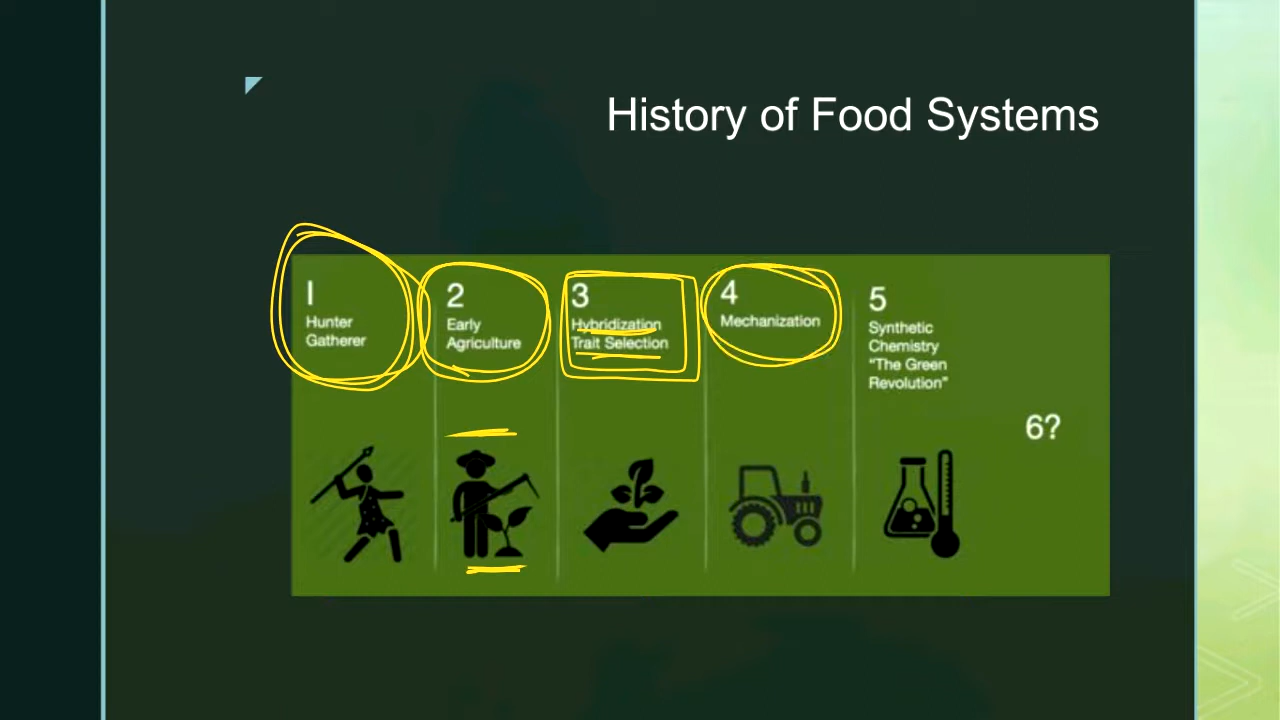 History of Food Systems
1
Hunter
Gatherer
2
Early
Agriculture
3
Hybridization
Trait Selection
4
Mechanization
5
Synthetic
Chemistry
“The Green
Revolution”
6?